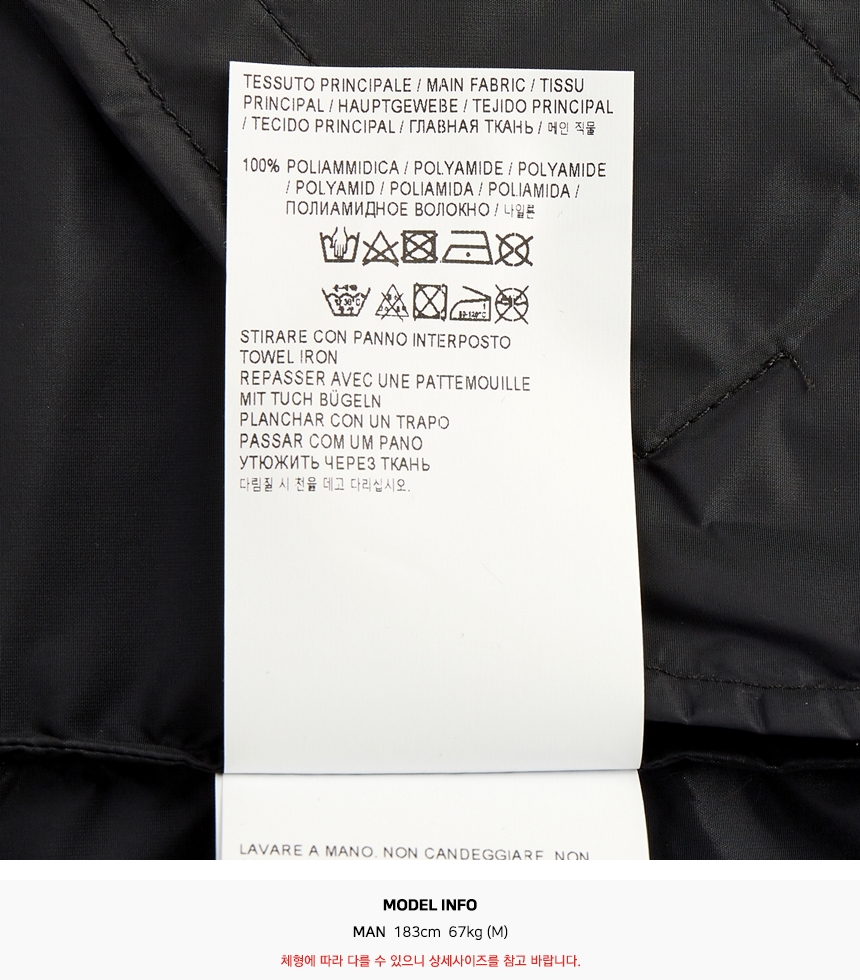 TESSUTO PRINCIPALE / MAIN FABRIC / TISSU
PRINCIPAL / HAUPTGEWEBE / TEJIDO PRINCIPAL
/ TECIDO PRINCIPAL / ГЛАВНАЯ ТКАНЬ / 메인 직물
100% POLIAMMIDICA / POLYAMIDE / POLYAMIDE
/ POLYAMID / POLIAMIDA / POLIAMIDA /
ПОЛИАМИДНОЕ ВОЛОКНО / 나일론
STIRARE CON PANNO INTERPOSTO
TOWEL IRON
REPASSER AVEC UNE PATTEMOUILLE
MIT TUCH BÜGELN
PLANCHAR CON UN TRAPO
PASSAR COM UM PANO
УТЮЖИТЬ ЧЕРЕЗ ТКАНЬ
다림질 시 천을 데고 다리십시오.
LAVARE A MANO. NON CANDEGGIARE. NON
MODEL INFO
MAN 183cm 67kg (M)
체형에 따라 다를 수 있으니 상세사이즈를 참고 바랍니다.